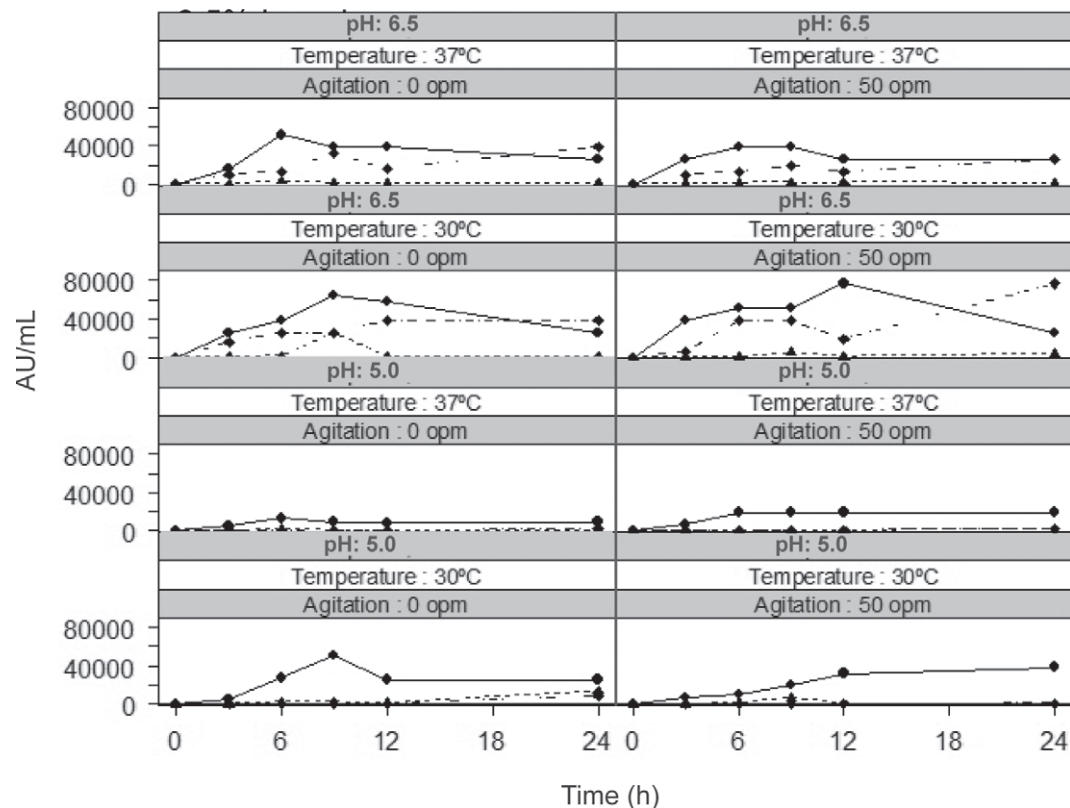 pH: 6.5 pH: 6.5
Temperature : 37ºC Temperature : 37ºC
Agitation : 0 opm Agitation : 50 opm
80000
40000
0
pH: 6.5 pH: 6.5
Temperature : 30ºC Temperature : 30ºC
Agitation : 0 opm Agitation : 50 opm
80000
40000
0
AU/mL
pH: 5.0 pH: 5.0
Temperature : 37ºC Temperature : 37ºC
Agitation : 0 opm Agitation : 50 opm
80000
40000
0
pH: 5.0 pH: 5.0
Temperature : 30ºC Temperature : 30ºC
Agitation : 0 opm Agitation : 50 opm
80000
40000
0
0 6 12 18 24 0 6 12 18 24
Time (h)